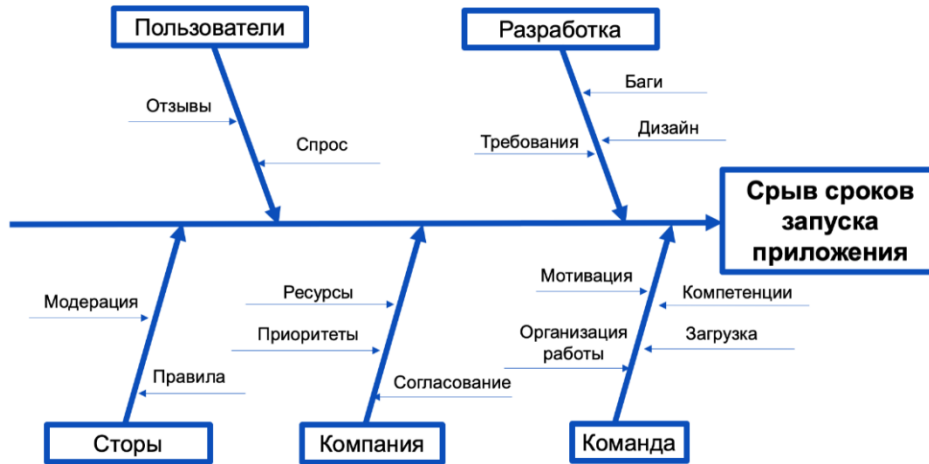 Пользователи
Разработка
Баги
Отзывы
Дизайн
Требования
Спрос
Срыв сроков
запуска
приложения
Мотивация
Ресурсы
Компетенции
Модерация
Организация
работы
Приоритеты
Загрузка
Правила
Согласование
Сторы
Компания
Команда